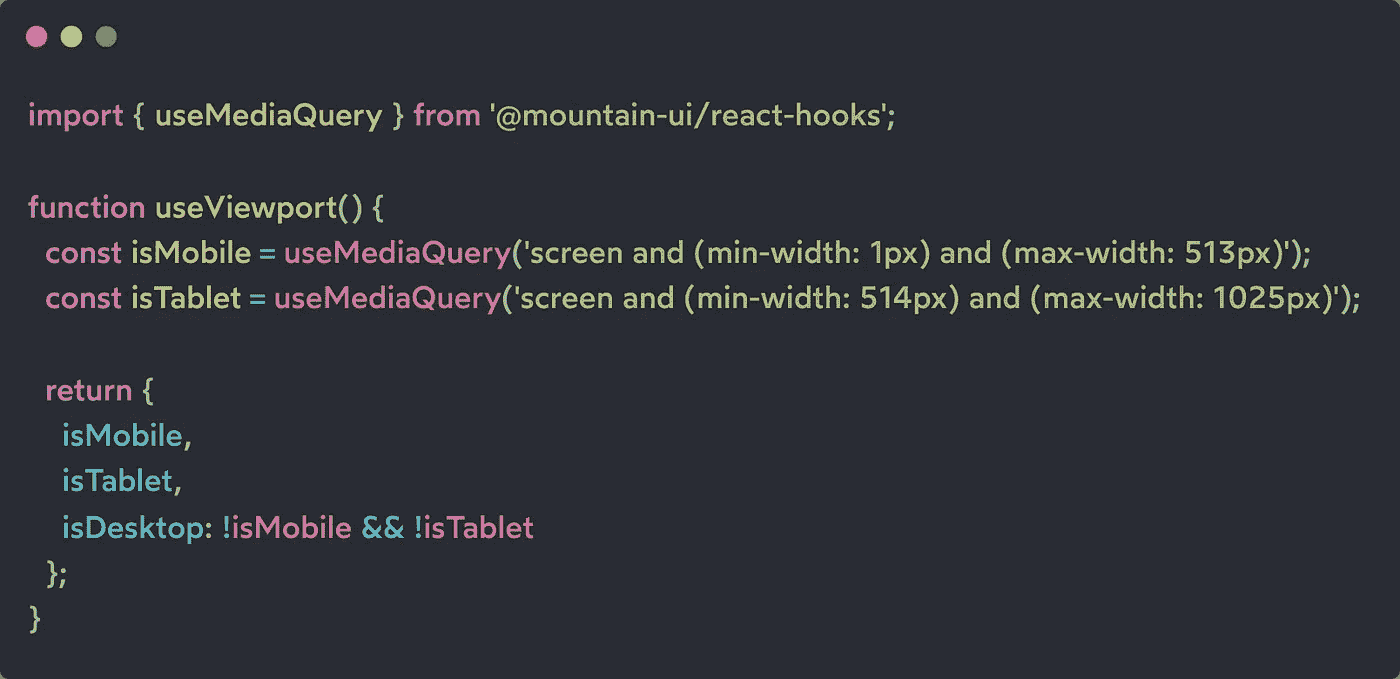 import { useMediaQuery } from '@mountain-ui/react-hooks';
function useViewport() {
const isMobile = useMediaQuery('screen and (min-width: 1px) and (max-width: 513px)');
const isTablet = useMediaQuery('screen and (min-width: 514px) and (max-width: 1025px)');
return {
isMobile,
isTablet,
isDesktop: !isMobile && !isTablet
};
}